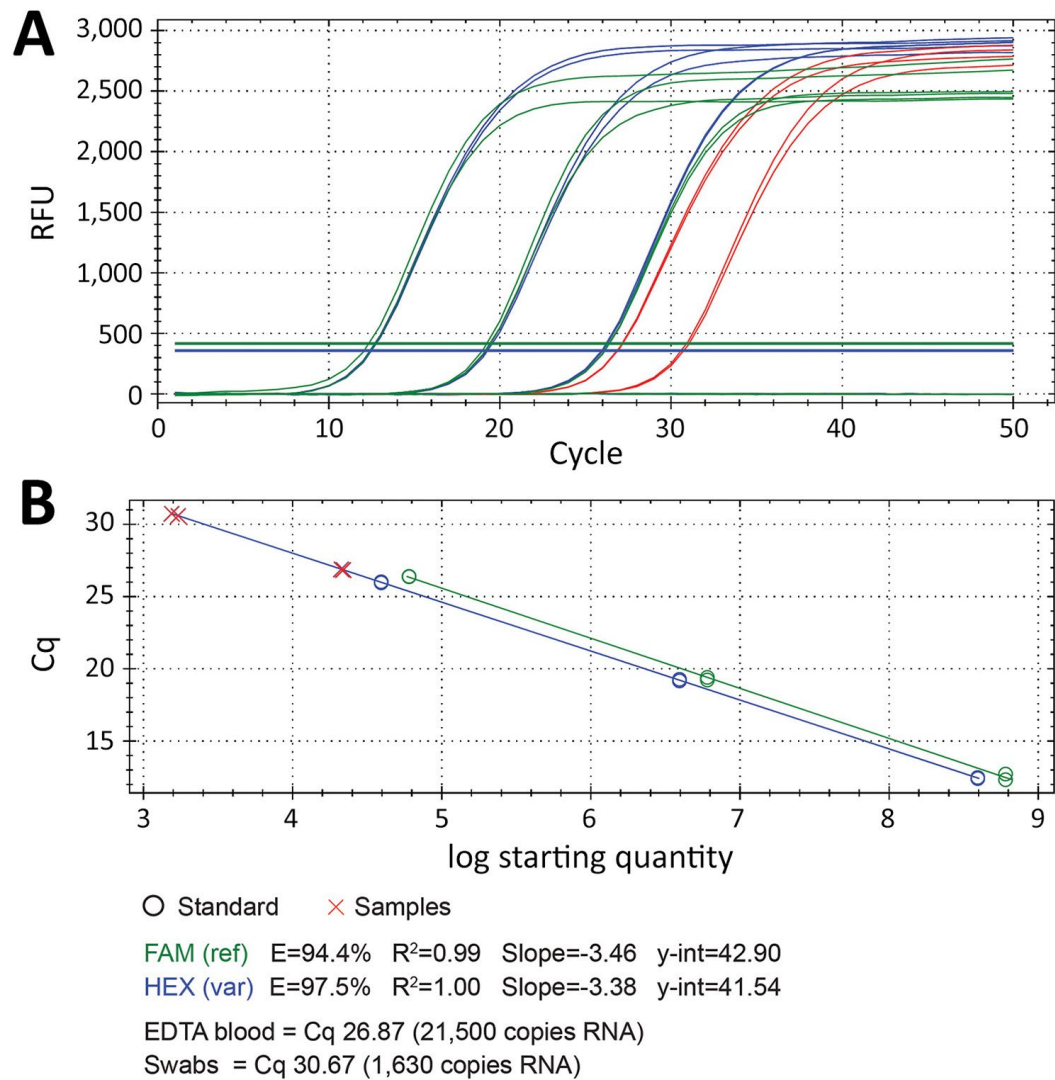 A
3,000
2,500
2,000
1,500
1,000
500
0
RFU
0 10 20 30 40 50
Cycle
B
30
25
20
15
Cq
3 4 5 6 7 8 9
log starting quantity
Standard Samples
FAM (ref) E=94.4% R²=0.99 Slope=-3.46 y-int=42.90
HEX (var) E=97.5% R²=1.00 Slope=-3.38 y-int=41.54
EDTA blood = Cq 26.87 (21,500 copies RNA)
Swabs = Cq 30.67 (1,630 copies RNA)